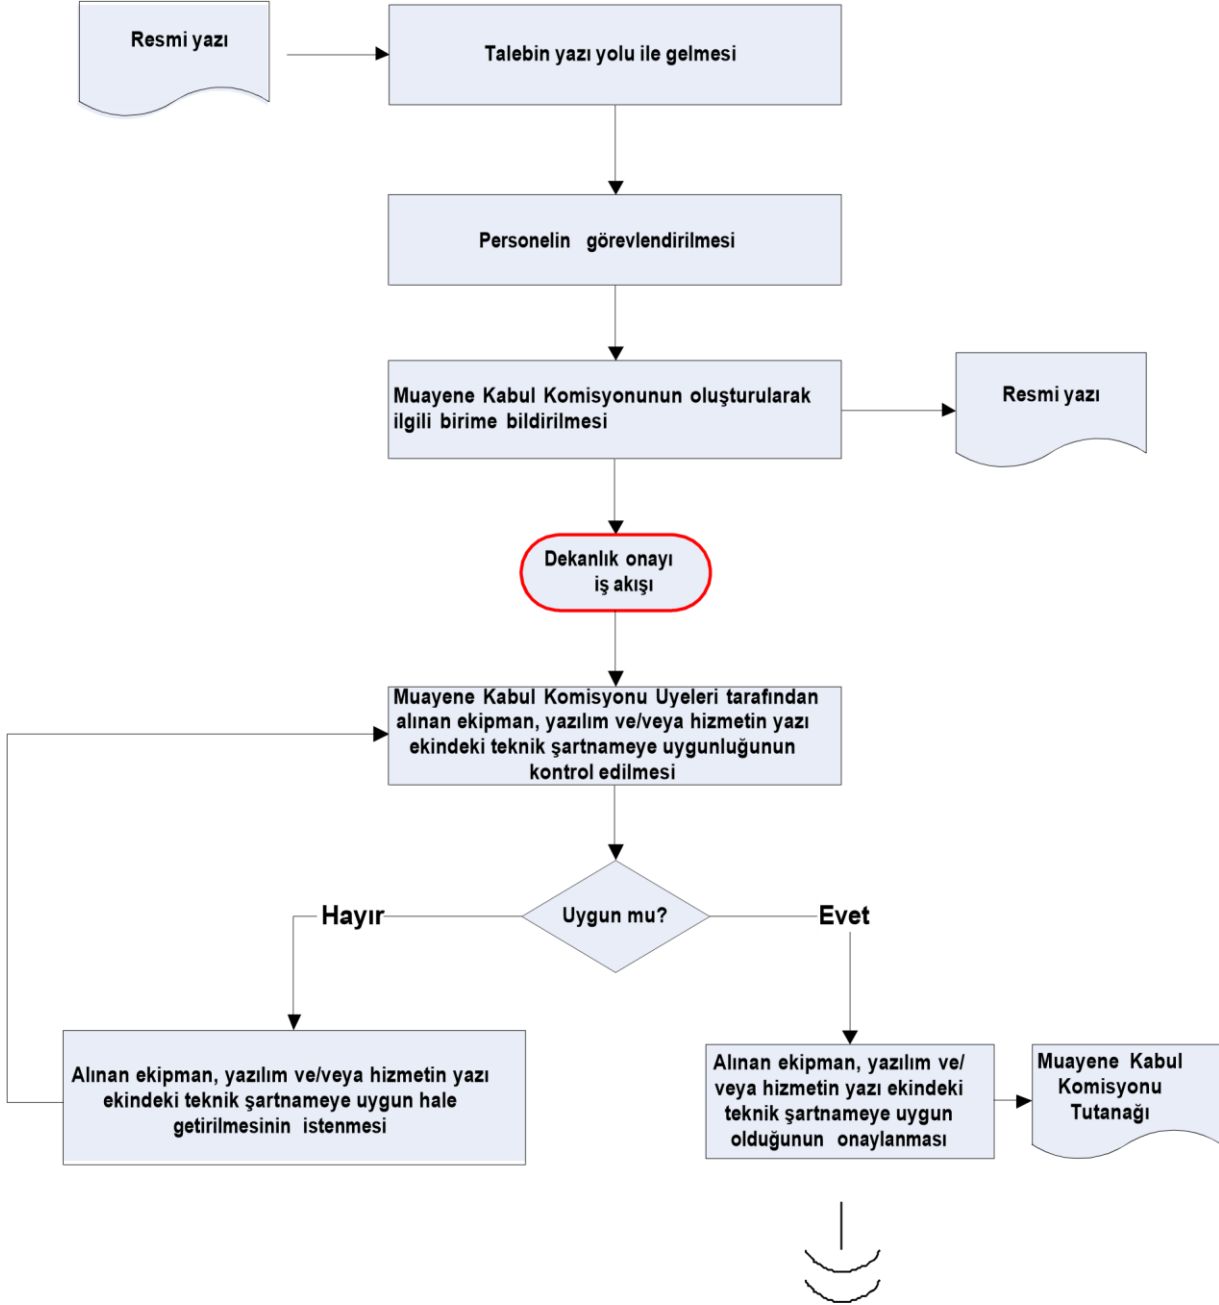 Resmi yazı
Talebin yazı yolu ile gelmesi
Personelin görevlendirilmesi
Muayene Kabul Komisyonunun oluşturularak
ilgili birime bildirilmesi
Resmi yazı
Dekanlık onayı
iş akışı
Muayene Kabul Komisyonu Uyeleri tarafından
alınan ekipman, yazılım ve/veya hizmetin yazı
ekindeki teknik şartnameye uygunluğunun
kontrol edilmesi
Uygun mu?
Hayır
Evet
Alınan ekipman, yazılım ve/veya hizmetin yazı
ekindeki teknik şartnameye uygun hale
getirilmesinin istenmesi
Alınan ekipman, yazılım ve/
veya hizmetin yazı ekindeki
teknik şartnameye uygun
olduğunun onaylanması
Muayene Kabul
Komisyonu
Tutanağı